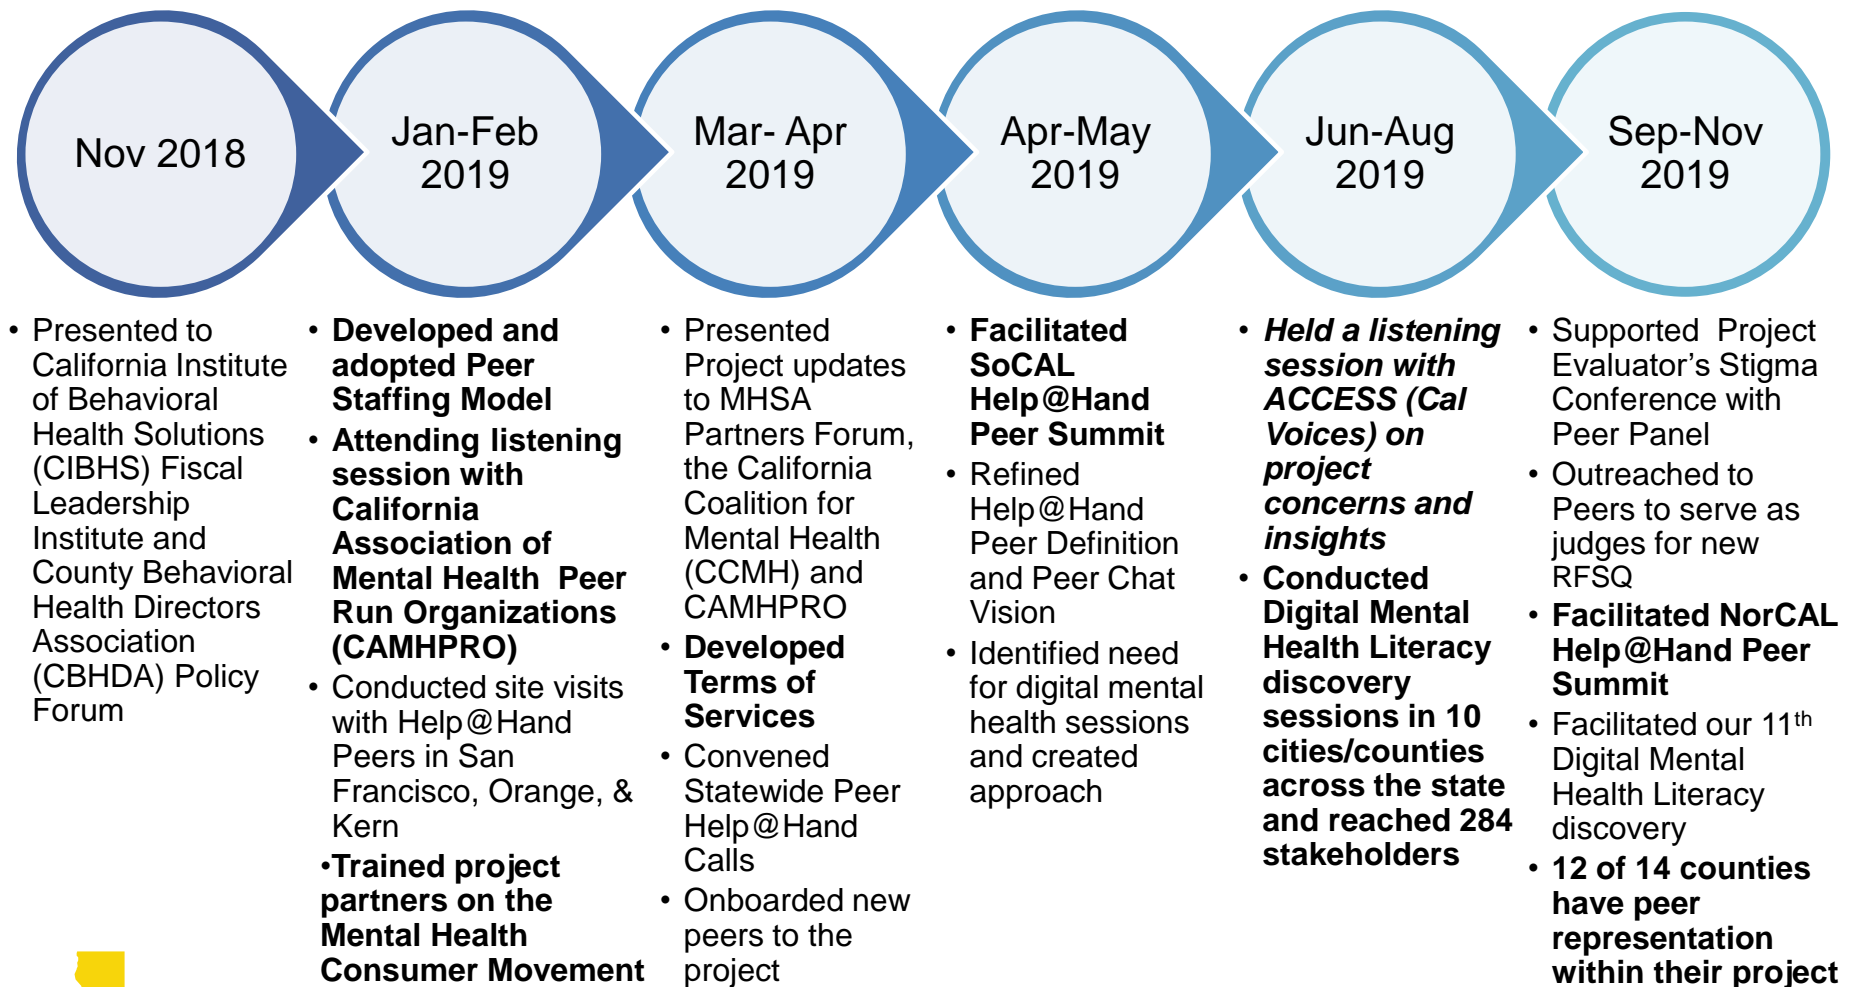 Nov 2018
Jan-Feb
2019
Mar- Apr
2019
Apr-May
2019
Jun-Aug
2019
Sep-Nov
2019
• Presented to
California Institute
of Behavioral
Health Solutions
(CIBHS) Fiscal
Leadership
Institute and
County Behavioral
Health Directors
Association
(CBHDA) Policy
Forum
• Developed and
adopted Peer
Staffing Model
• Attending listening
session with
California
Association of
Mental Health Peer
Run Organizations
(CAMHPRO)
• Conducted site visits
with Help@Hand
Peers in San
Francisco, Orange, &
Kern
•Trained project
partners on the
Mental Health
Consumer Movement
• Presented
Project updates
to MHSA
Partners Forum,
the California
Coalition for
Mental Health
(CCMH) and
CAMHPRO
• Developed
Terms of
Services
• Convened
Statewide Peer
Help@Hand
Calls
• Onboarded new
peers to the
project
• Facilitated
SoCAL
Help@Hand
Peer Summit
• Refined
Help@Hand
Peer Definition
and Peer Chat
Vision
• Identified need
for digital mental
health sessions
and created
approach
• Held a listening
session with
ACCESS (Cal
Voices) on
project
concerns and
insights
• Conducted
Digital Mental
Health Literacy
discovery
sessions in 10
cities/counties
across the state
and reached 284
stakeholders
• Supported Project
Evaluator's Stigma
Conference with
Peer Panel
• Outreached to
Peers to serve as
judges for new
RFSQ
• Facilitated NorCAL
Help@Hand Peer
Summit
• Facilitated our 11th
Digital Mental
Health Literacy
discovery
• 12 of 14 counties
have peer
representation
within their project